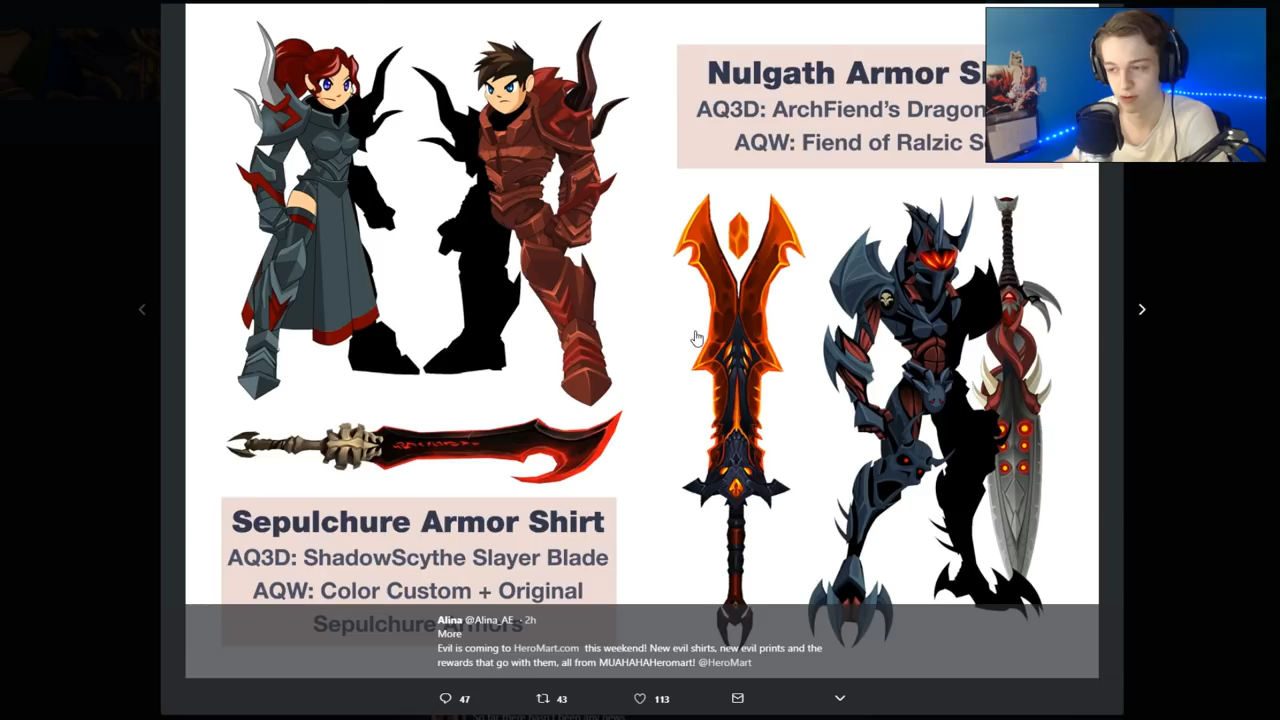 Nulgath Armor
AQ3D: ArchFiend's Dragon
AQW: Fiend of Ralzic
Sepulchure Armor Shirt
AQ3D: ShadowScythe Slayer Blade
AQW: Color Custom + Original
Sepulchure Armors
Alina @Alina_AE · 2h
More
Evil is coming to HeroMart.com this weekend! New evil shirts, new evil prints and the
rewards that go with them, all from MUAHAHAHeromart! @HeroMart
47 43 113